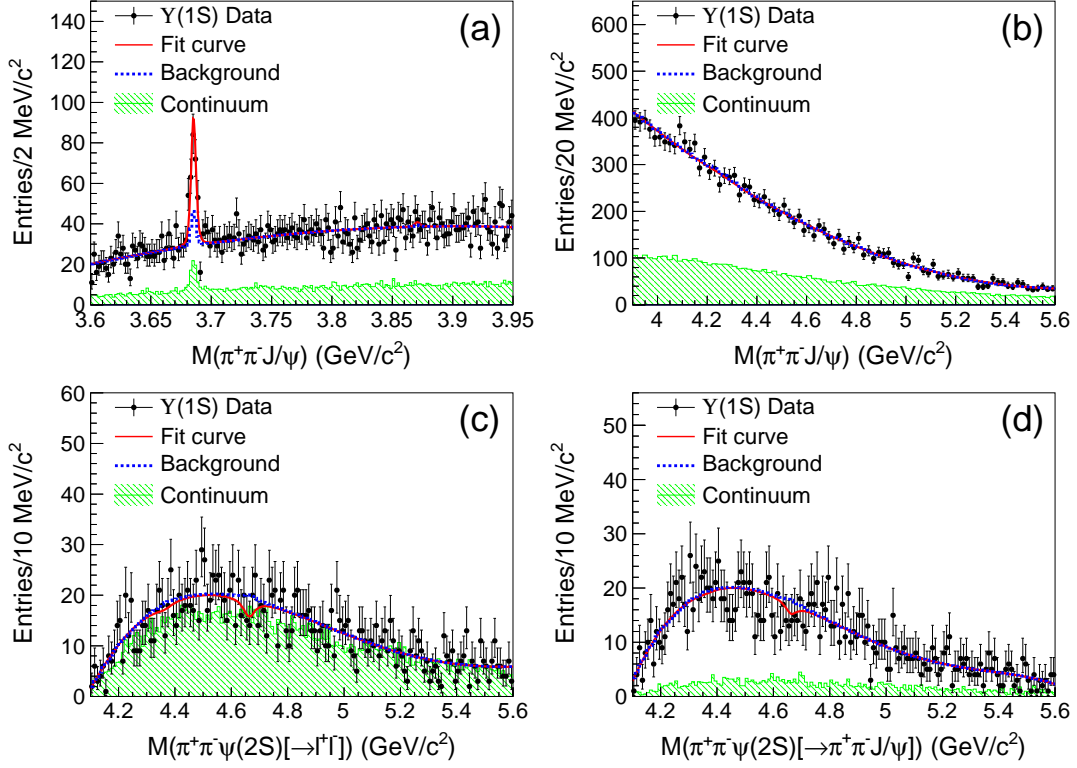 (a)
ϒ(1S) Data
Fit curve
Background
Continuum
Entries/2 MeV/c²
0
20
40
60
80
100
120
140
3.6
3.65
3.7
3.75
3.8
3.85
3.9
3.95
M(π⁺π⁻J/ψ) (GeV/c²)
(b)
ϒ(1S) Data
Fit curve
Background
Continuum
Entries/20 MeV/c²
0
100
200
300
400
500
600
4
4.2
4.4
4.6
4.8
5
5.2
5.4
5.6
M(π⁺π⁻J/ψ) (GeV/c²)
(c)
ϒ(1S) Data
Fit curve
Background
Continuum
Entries/10 MeV/c²
0
10
20
30
40
50
60
4.2
4.4
4.6
4.8
5
5.2
5.4
5.6
M(π⁺π⁻ψ(2S)[→l⁺l⁻]) (GeV/c²)
(d)
ϒ(1S) Data
Fit curve
Background
Continuum
Entries/10 MeV/c²
0
10
20
30
40
50
4.2
4.4
4.6
4.8
5
5.2
5.4
5.6
M(π⁺π⁻ψ(2S)[→π⁺π⁻J/ψ]) (GeV/c²)